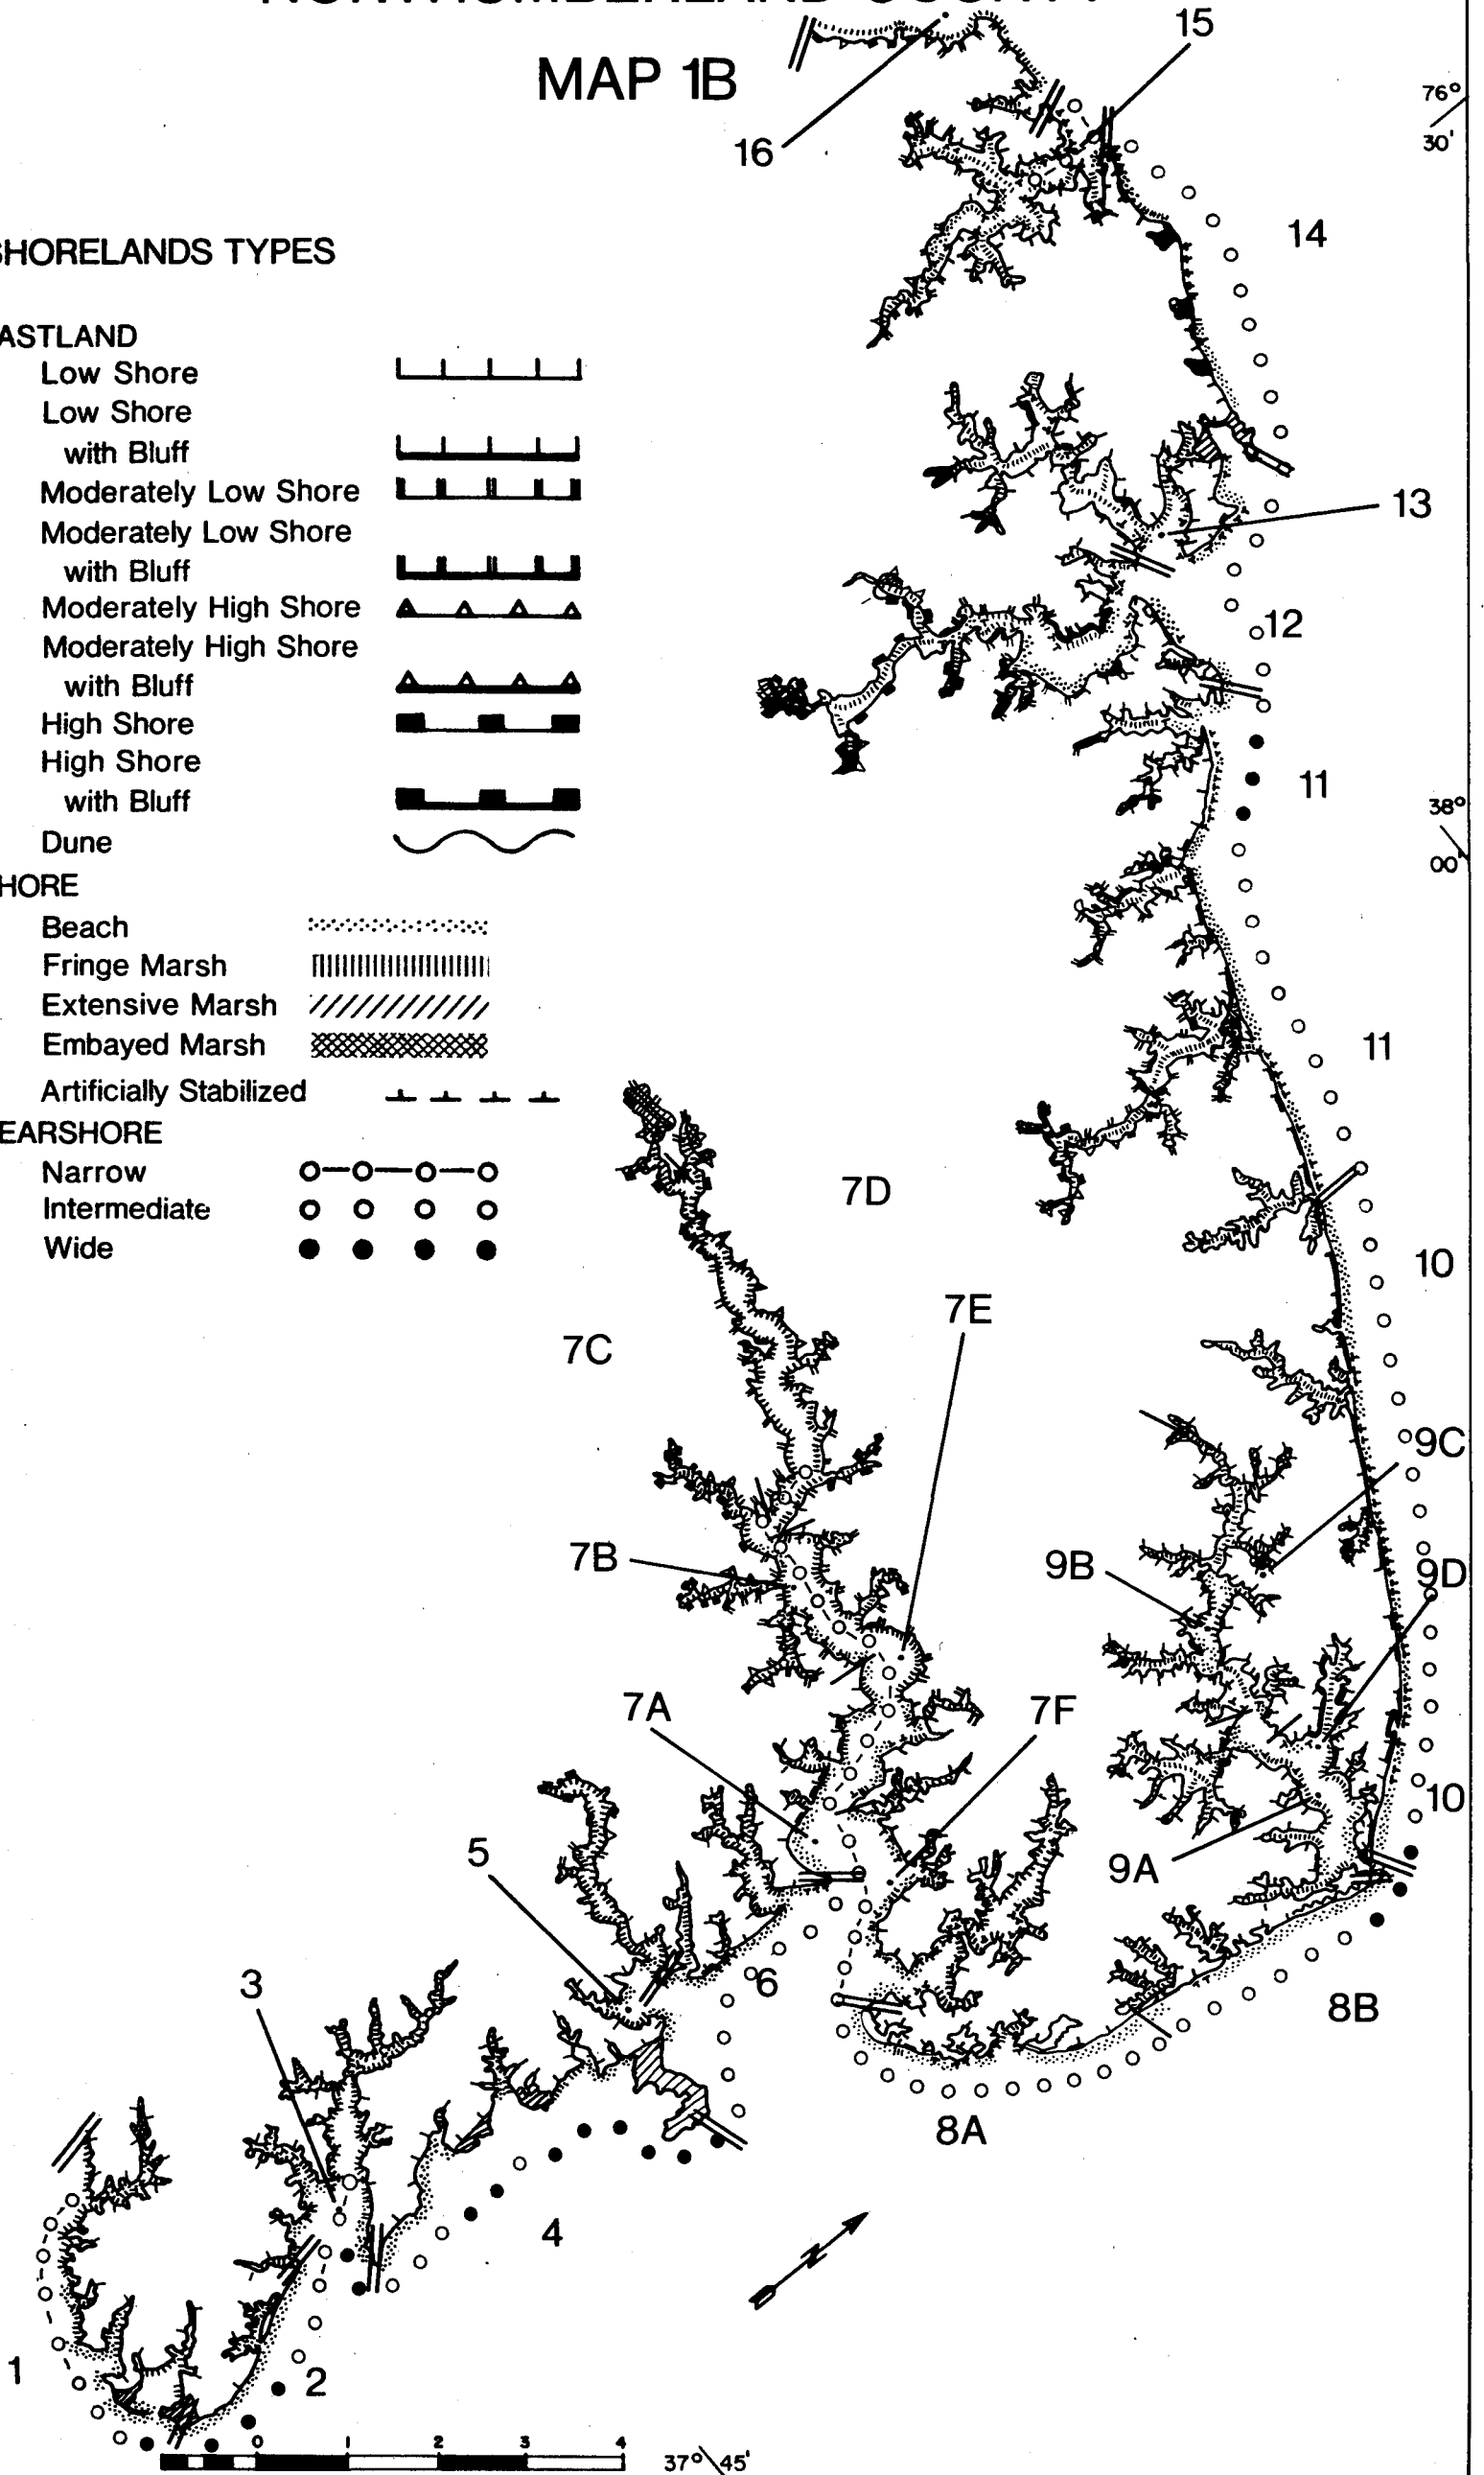 MAP 1B
15
76°
30'
16
14
SHORELANDS TYPES
ASTLAND
Low Shore
Low Shore
with Bluff
Moderately Low Shore
13
Moderately Low Shore
with Bluff
Moderately High Shore
12
Moderately High Shore
with Bluff
High Shore
High Shore
11
with Bluff
38°
Dune
00'
HORE
Beach
Fringe Marsh
Extensive Marsh
Embayed Marsh
11
Artificially Stabilized
EARSHORE
Narrow
7D
Intermediate
Wide
10
7E
7C
9C
7B
9B
9D
7A
7F
10
5
9A
3
6
8B
8A
4
N
1
2
0 1 2 3 4
37° 45'